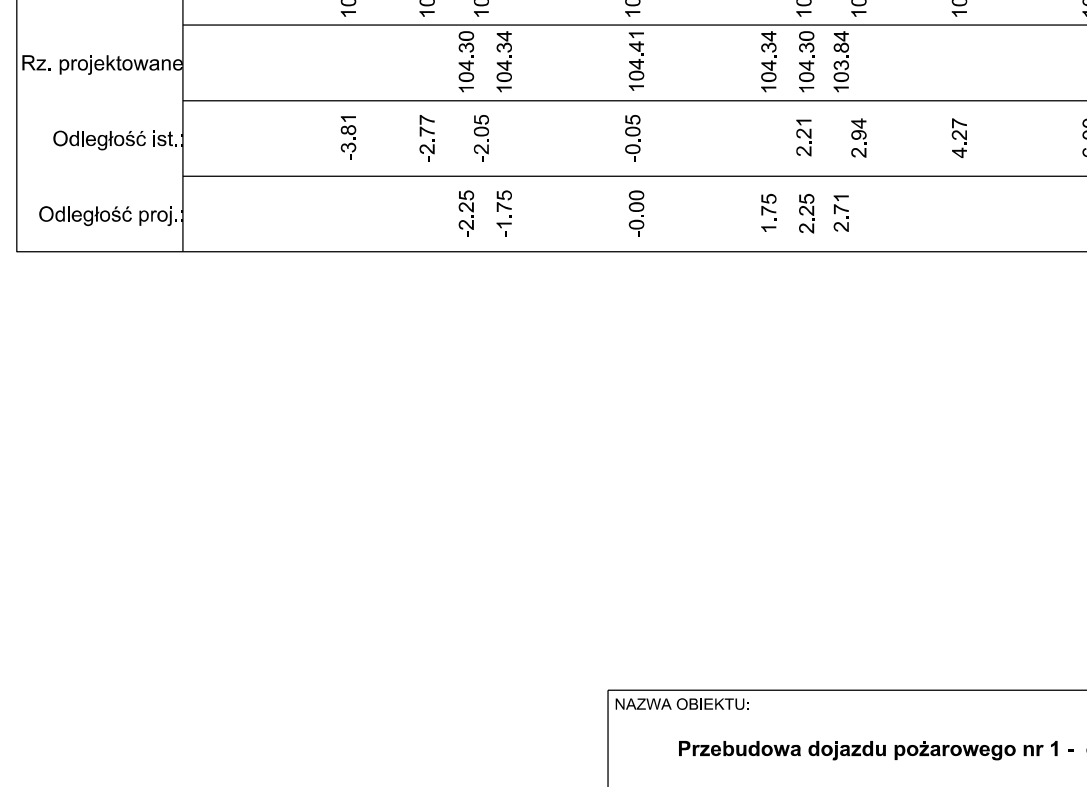 Rz. projektowane 104.30 104.34 104.41 104.34 104.30 103.84
Odległość ist.: -3.81 -2.77 -2.05 -0.05 2.21 2.94 4.27
Odległość proj.: -2.25 -1.75 -0.00 1.75 2.25 2.71
NAZWA OBIEKTU:
Przebudowa dojazdu pożarowego nr 1 -